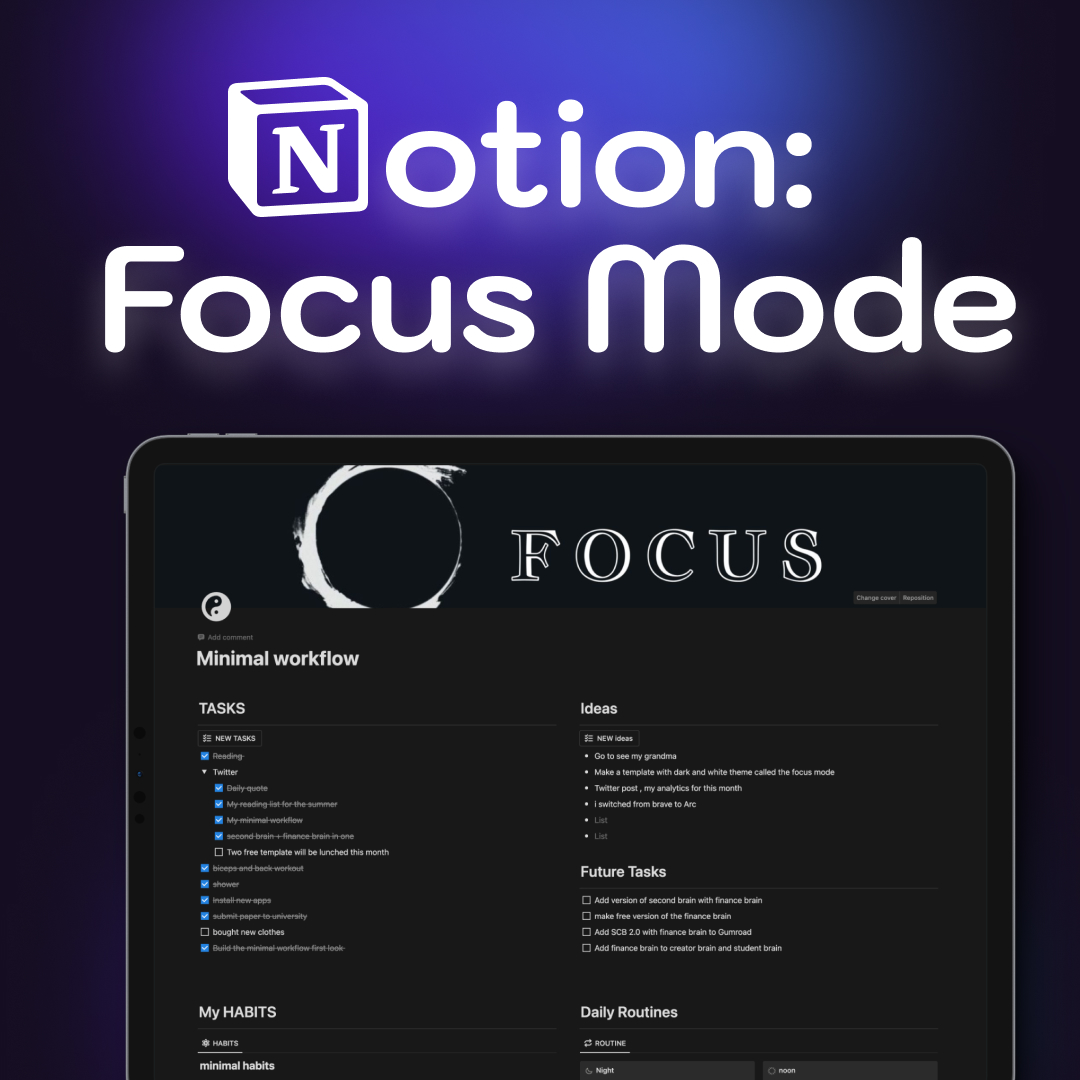 Notion:
Focus Mode
FOCUS
Change cover Reposition
Add comment
Minimal workflow
TASKS
NEW TASKS
Reading
Twitter
Daily quote
My reading list for the summer
My minimal workflow
second brain + finance brain in one
Two free template will be lunched this month
biceps and back workout
shower
Install new apps
submit paper to university
bought new clothes
Build the minimal workflow first look
Ideas
NEW ideas
Go to see my grandma
Make a template with dark and white theme called the focus mode
Twitter post , my analytics for this month
i switched from brave to Arc
List
List
Future Tasks
Add version of second brain with finance brain
make free version of the finance brain
Add SCB 2.0 with finance brain to Gumroad
Add finance brain to creator brain and student brain
My HABITS
HABITS
minimal habits
Daily Routines
ROUTINE
Night
noon